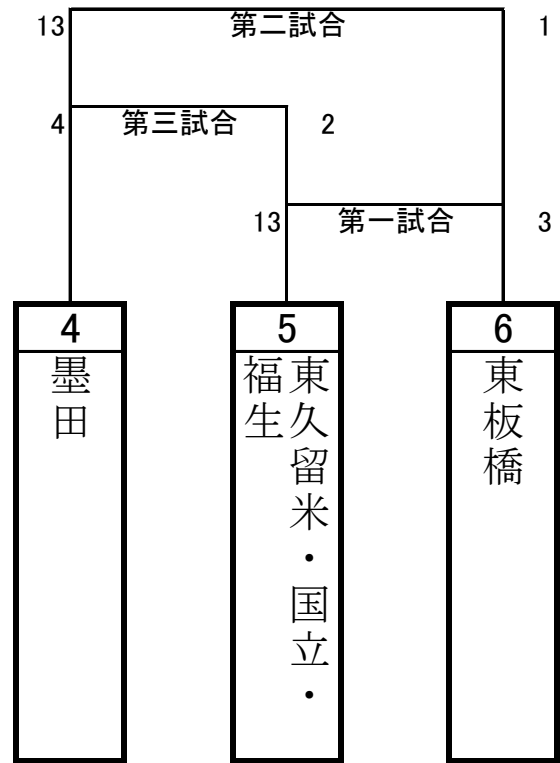 13 第二試合 1
4 第三試合 2
13 第一試合 3
4
墨田
5
東久留米・国立・
福生
6
東板橋